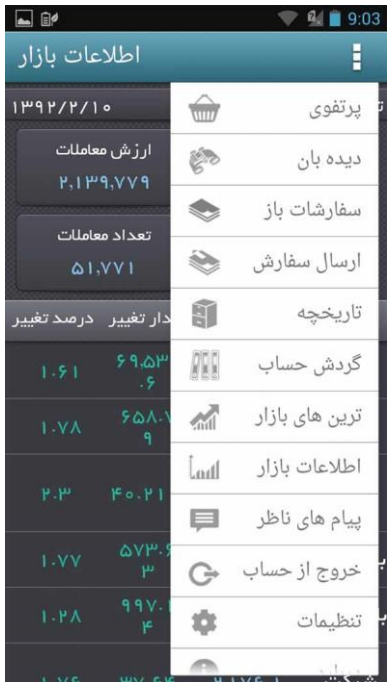 9:03
اطلاعات بازار
۱۳۹۲/۲/۱۰
ارزش معاملات
۲,۱۳۹,۷۷۹
تعداد معاملات
۵۱,۷۷۱
درصد تغییر
۱.۶۱
۱.۷۸
۲.۳ ۴۰.۲۱
۱.۷۷
۱.۲۸
پرتفوی
دیده بان
سفارشات باز
ارسال سفارش
تاریخچه
گردش حساب
ترین های بازار
اطلاعات بازار
پیام های ناظر
خروج از حساب
تنظیمات